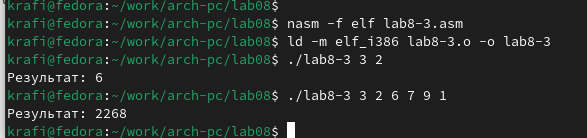 krafi@fedora:~/work/arch-pc/lab08$
krafi@fedora:~/work/arch-pc/lab08$ nasm -f elf lab8-3.asm
krafi@fedora:~/work/arch-pc/lab08$ ld -m elf_i386 lab8-3.o -o lab8-3
krafi@fedora:~/work/arch-pc/lab08$ ./lab8-3 3 2
Результат: 6
krafi@fedora:~/work/arch-pc/lab08$ ./lab8-3 3 2 6 7 9 1
Результат: 2268
krafi@fedora:~/work/arch-pc/lab08$